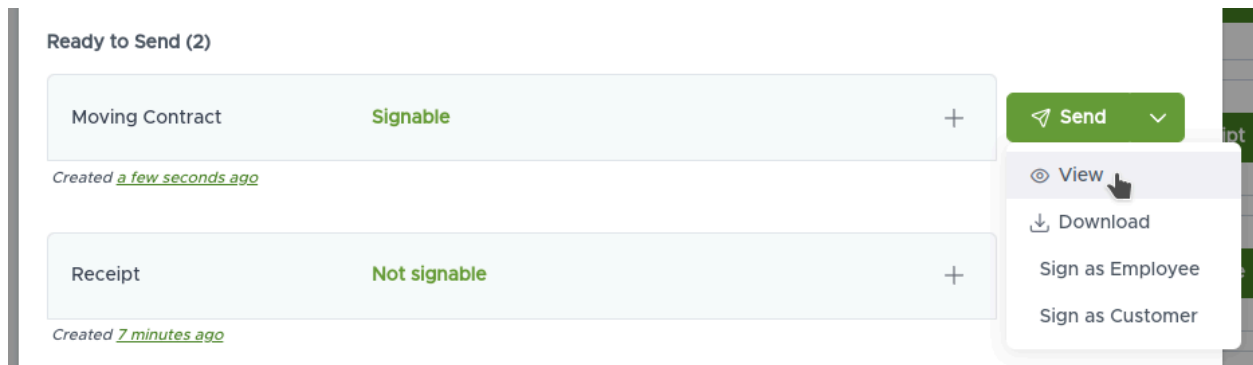 Ready to Send (2)
Moving Contract Signable Send
Created a few seconds ago
View
Download
Receipt Not signable
Sign as Employee
Sign as Customer
Created 7 minutes ago